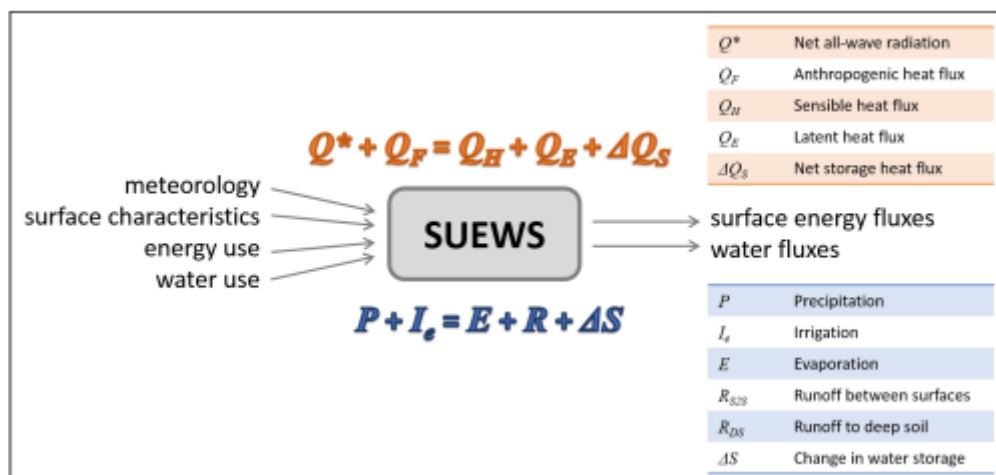 Q* Net all-wave radiation
Q_F Anthropogenic heat flux
Q_H Sensible heat flux
Q_E Latent heat flux
ΔQ_S Net storage heat flux
Q* + Q_F = Q_H + Q_E + ΔQ_S
meteorology
surface characteristics
energy use
water use
SUEWS
surface energy fluxes
water fluxes
P + I_e = E + R + ΔS
P Precipitation
I_e Irrigation
E Evaporation
R_S2S Runoff between surfaces
R_DS Runoff to deep soil
ΔS Change in water storage